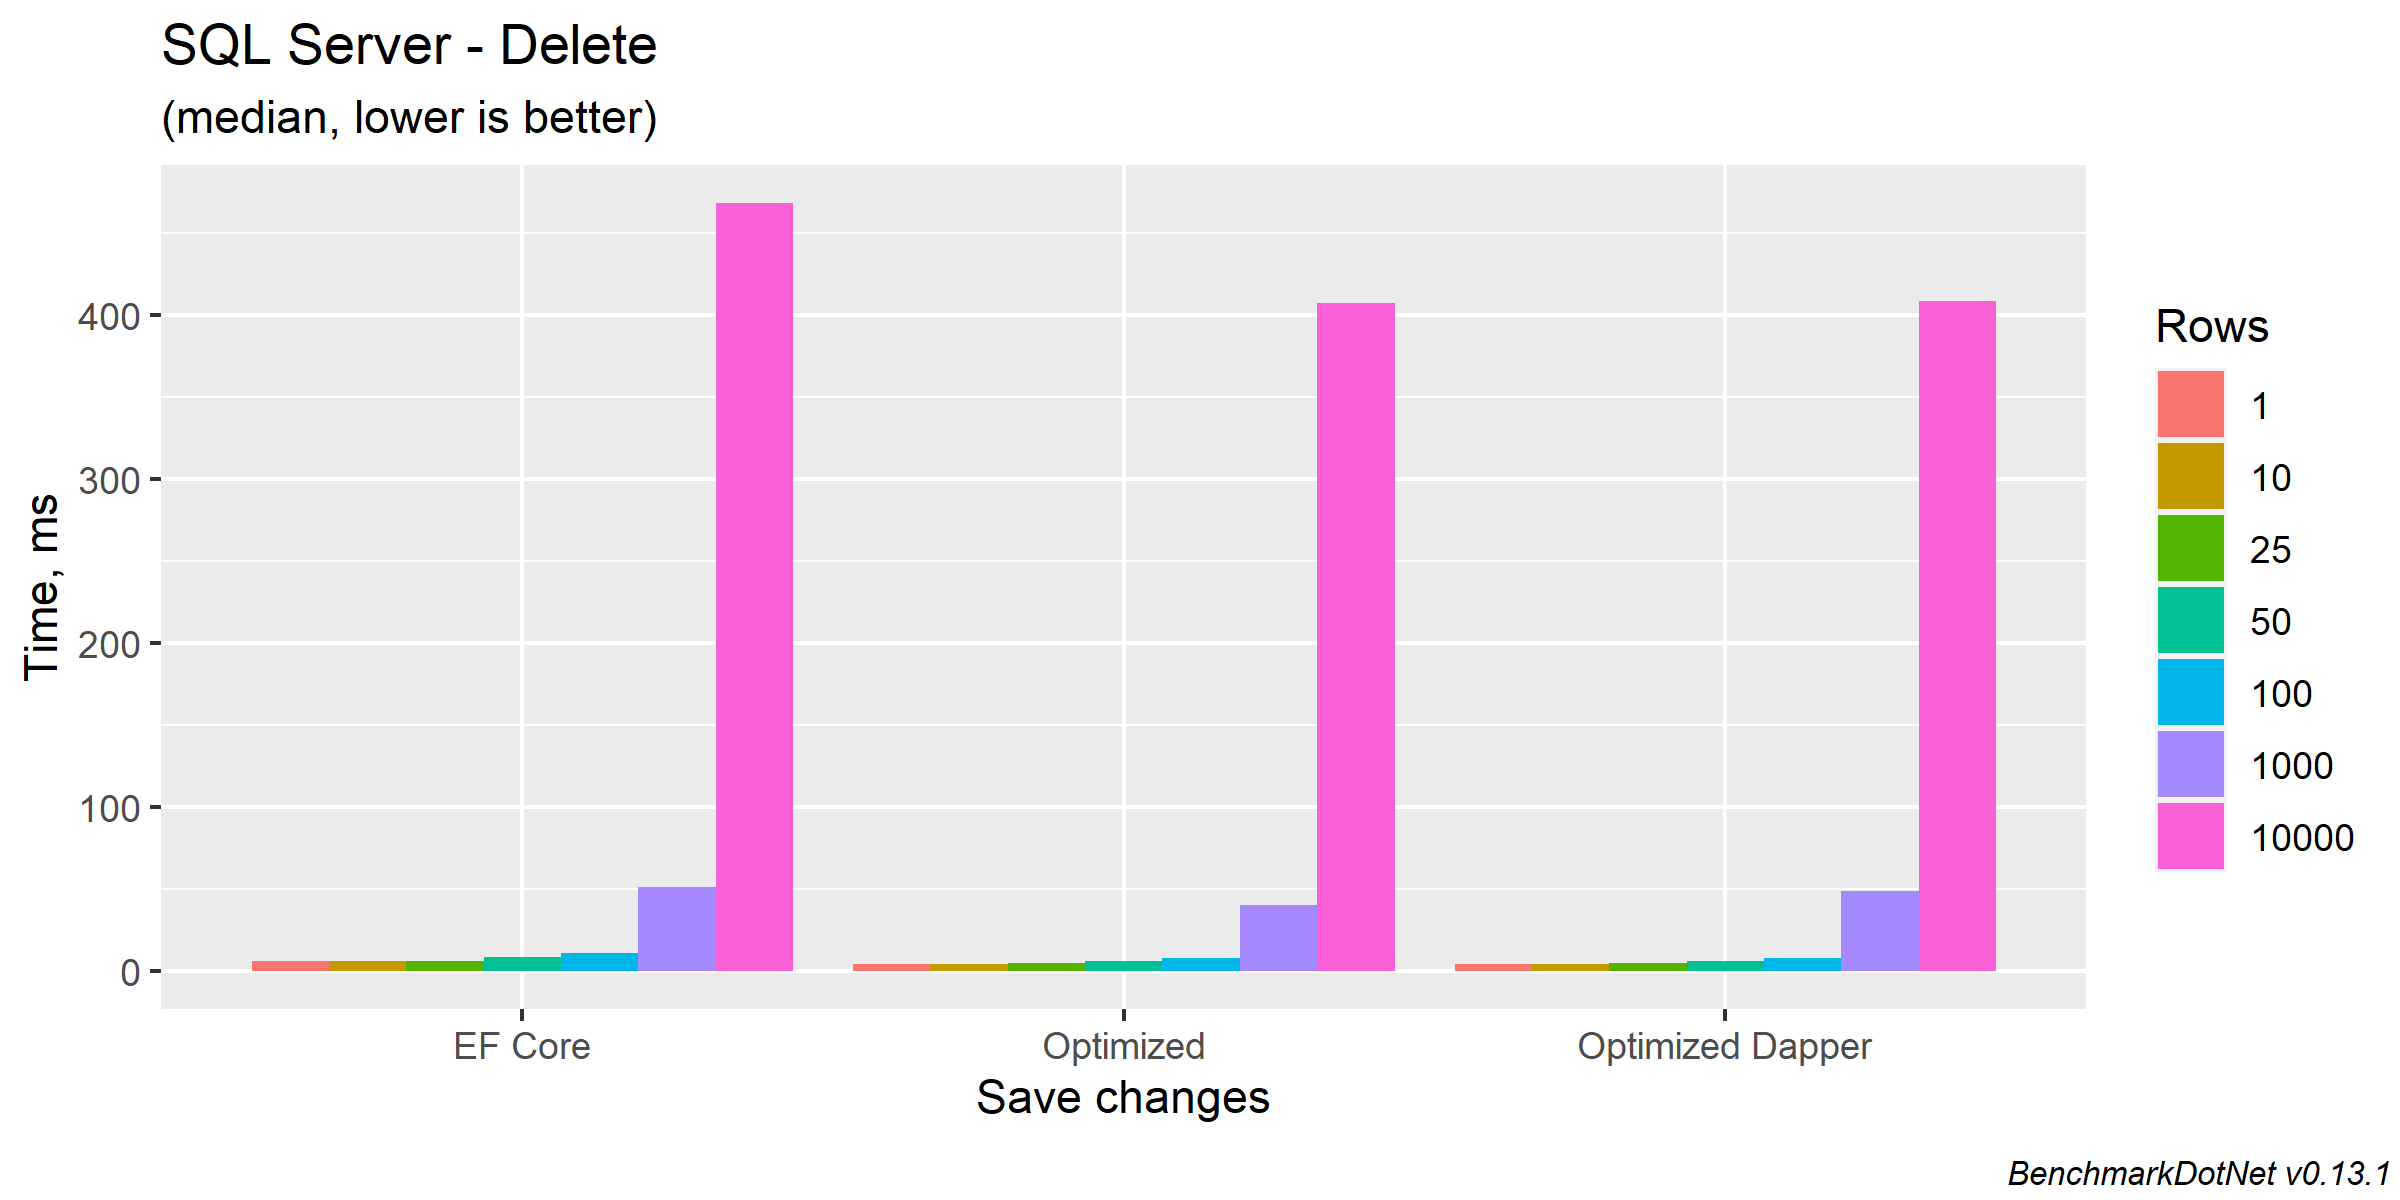 SQL Server - Delete
(median, lower is better)
Time, ms
400
300
200
100
0
EF Core
Optimized
Optimized Dapper
Save changes
Rows
1
10
25
50
100
1000
10000
BenchmarkDotNet v0.13.1